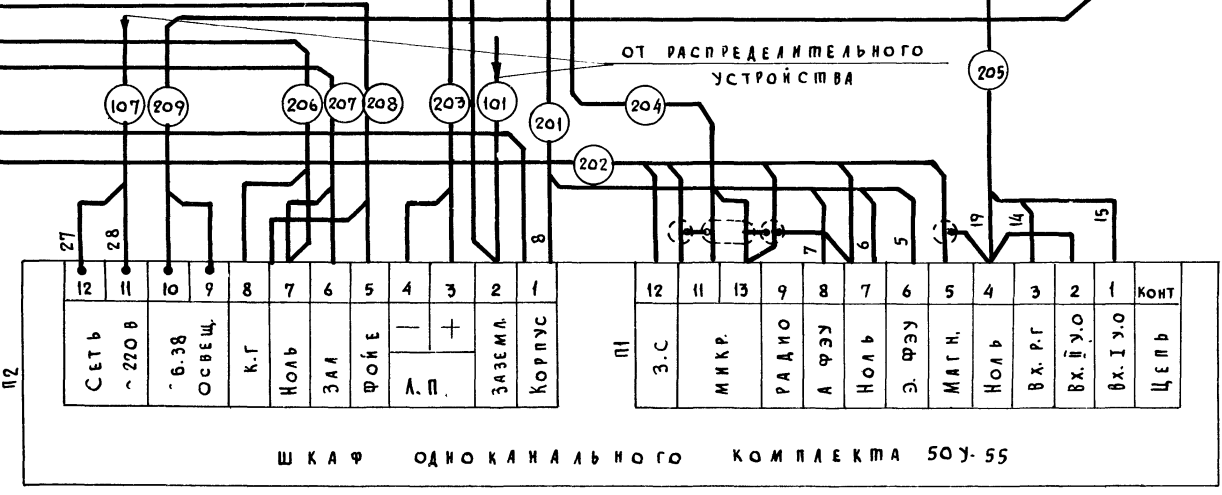 ОТ РАСПРЕДЕЛИТЕЛЬНОГО
УСТРОЙСТВА
205
107 209 206 207 208 203 101 201 204
202
27 28 8 7 6 5 19 14 15
12 11 10 9 8 7 6 5 4 3 2 1
12 11 13 9 8 7 6 5 4 3 2 1 КОНТ
П2
СЕТЬ
~220 В
~6.38
ОСВЕЩ.
К.Г
НОЛЬ
ЗАЛ
ФОЙЕ
— +
Л.П.
ЗАЗЕМЛ.
КОРПУС
П1
З.С
МИКР.
РАДИО
А ФЭУ
НОЛЬ
Э. ФЭУ
МАГН.
НОЛЬ
ВХ. Р.Г
ВХ. II У.О
ВХ. I У.О
ЦЕПЬ
ШКАФ ОДНОКАНАЛЬНОГО КОМПЛЕКТА 50У-55